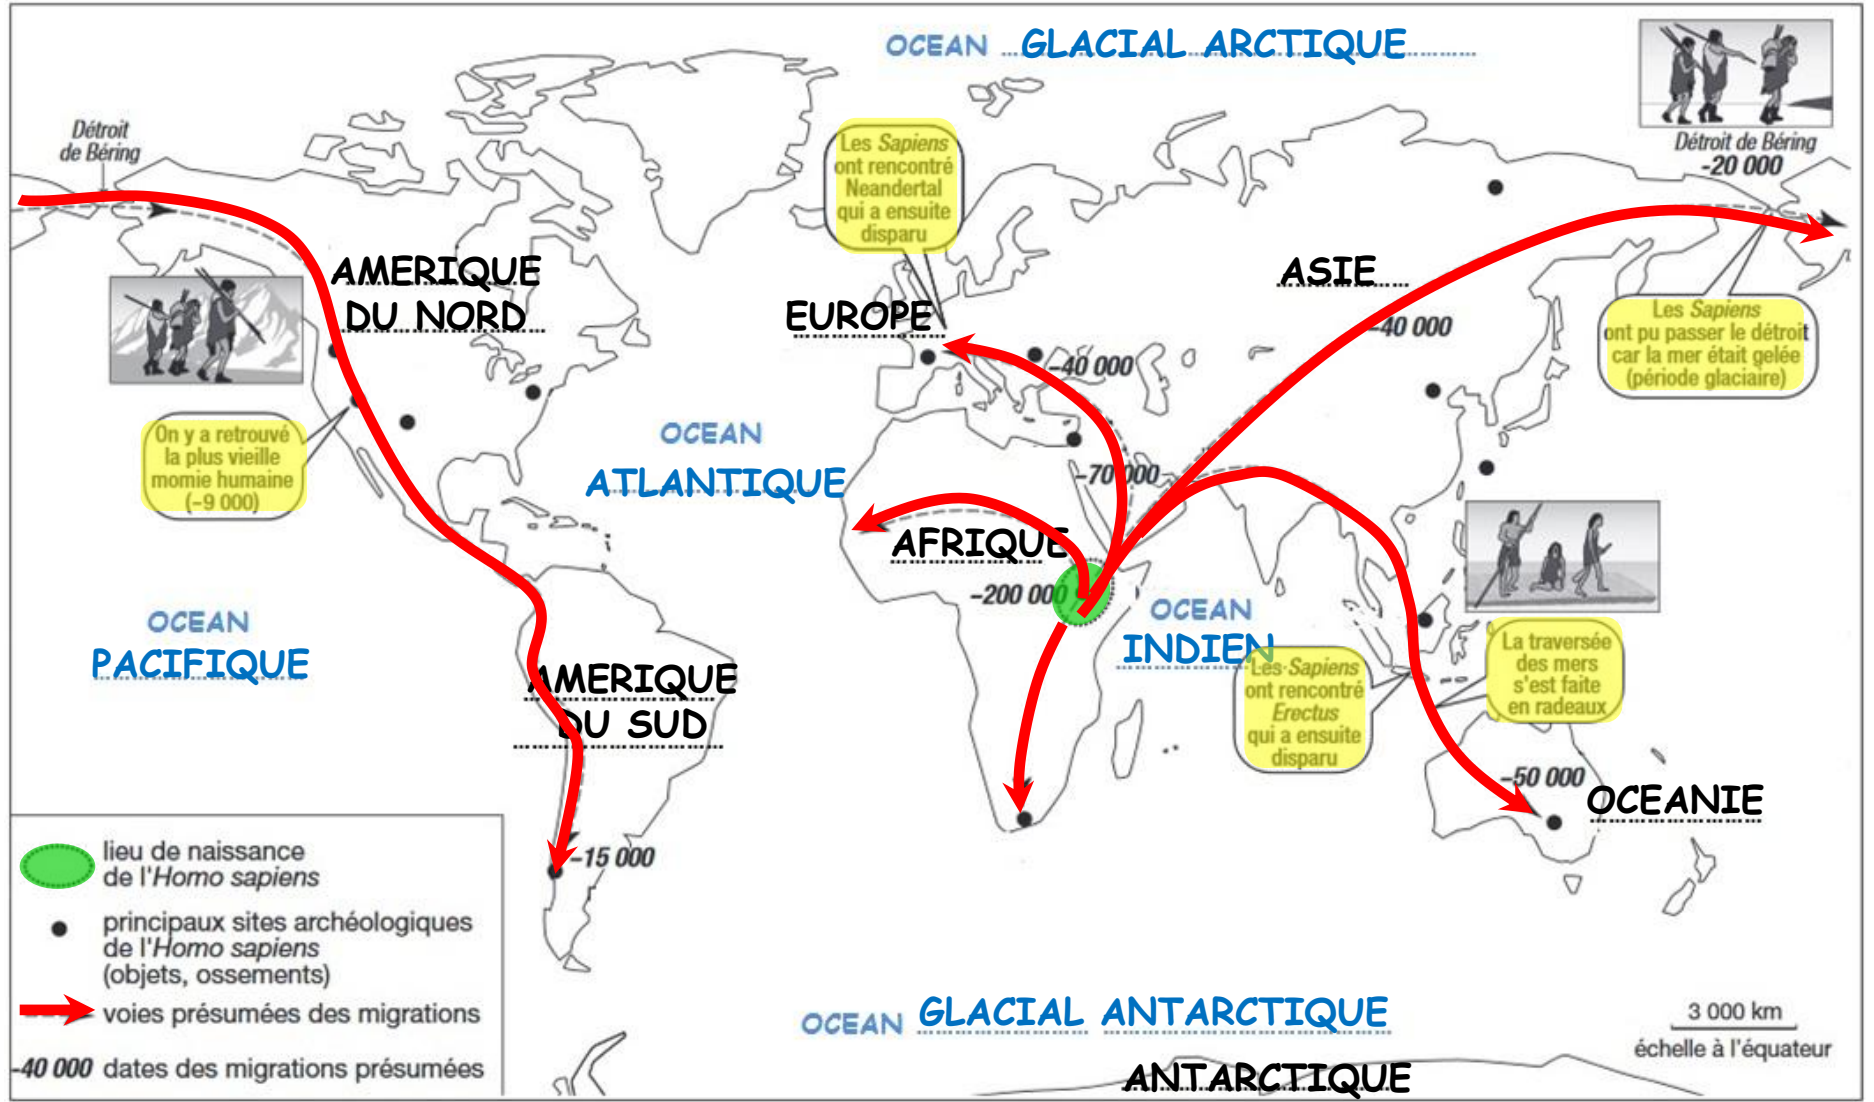 OCEAN GLACIAL ARCTIQUE
Détroit
de Béring
Les Sapiens
ont rencontré
Neandertal
qui a ensuite
disparu
Détroit de Béring
-20 000
AMERIQUE
DU NORD
EUROPE
ASIE
-40 000
-40 000
Les Sapiens
ont pu passer le détroit
car la mer était gelée
(période glaciaire)
On y a retrouvé
la plus vieille
momie humaine
(-9 000)
OCEAN
ATLANTIQUE
-70 000
AFRIQUE
-200 000
OCEAN
PACIFIQUE
OCEAN
INDIEN
Les Sapiens
ont rencontré
Erectus
qui a ensuite
disparu
La traversée
des mers
s'est faite
en radeaux
AMERIQUE
DU SUD
-50 000
OCEANIE
-15 000
lieu de naissance
de l'Homo sapiens
principaux sites archéologiques
de l'Homo sapiens
(objets, ossements)
voies présumées des migrations
-40 000 dates des migrations présumées
OCEAN GLACIAL ANTARCTIQUE
ANTARCTIQUE
3 000 km
échelle à l'équateur